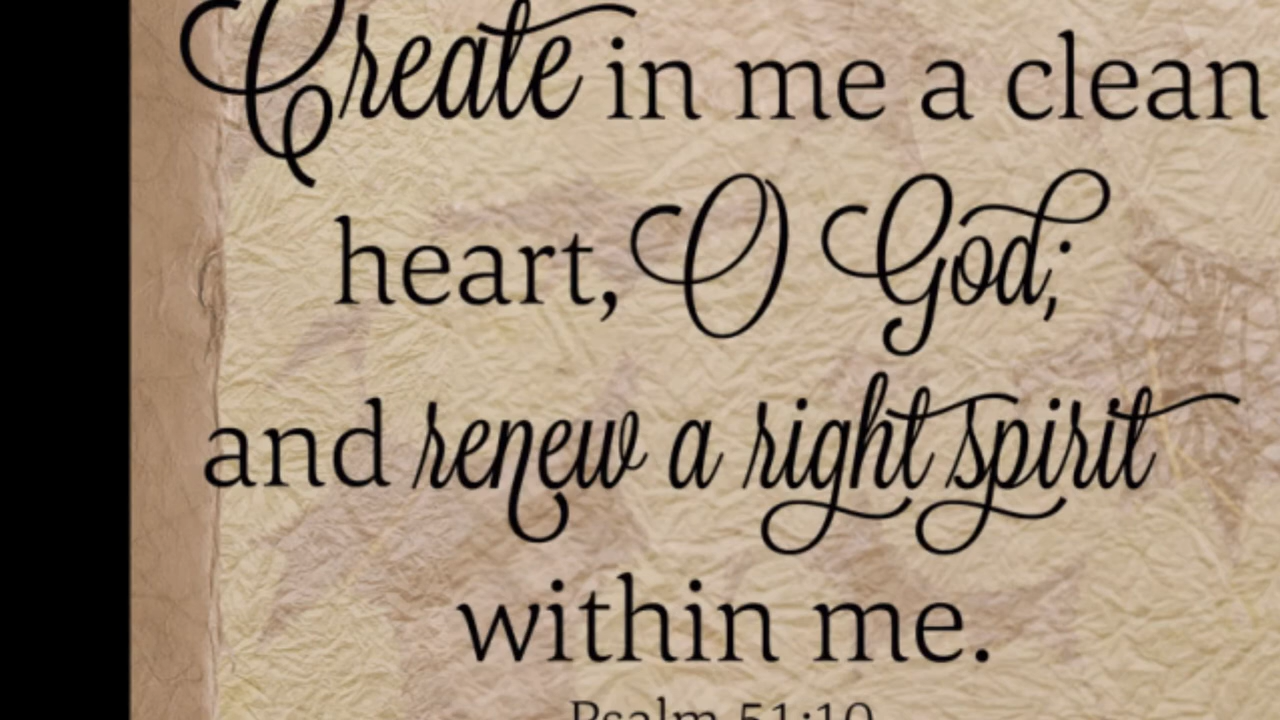 Create in me a clean
heart, O God;
and renew a right spirit
within me.
Psalm 51:10